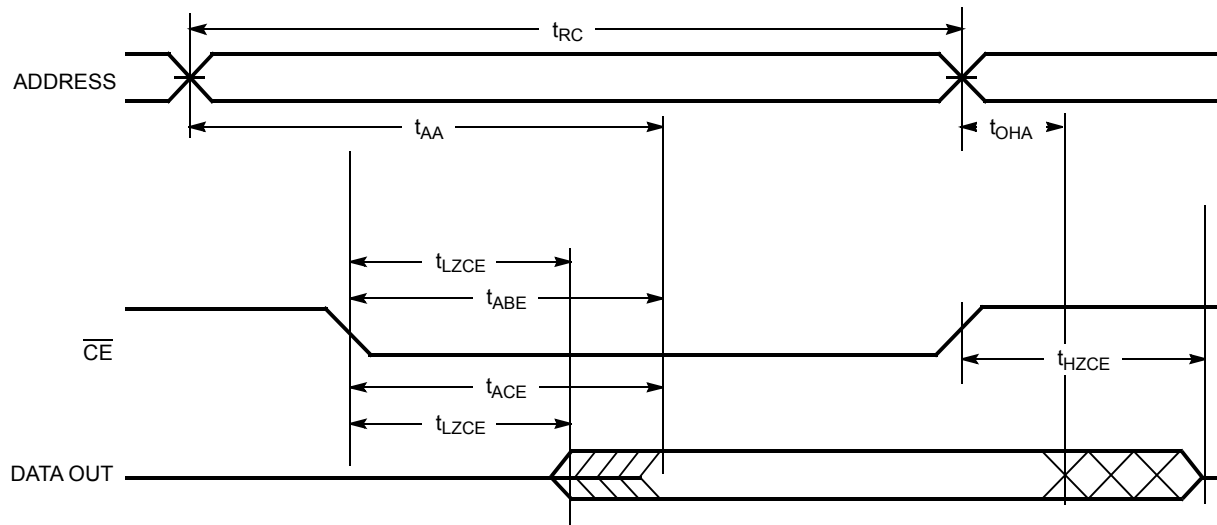 tRC
ADDRESS
tAA
tOHA
tLZCE
tABE
CE
tHZCE
tACE
tLZCE
DATA OUT